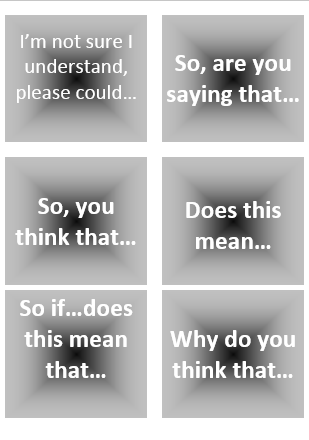 I'm not sure I
understand,
please could…
So, are you
saying that…
So, you
think that…
Does this
mean…
So if…does
this mean
that…
Why do you
think that…